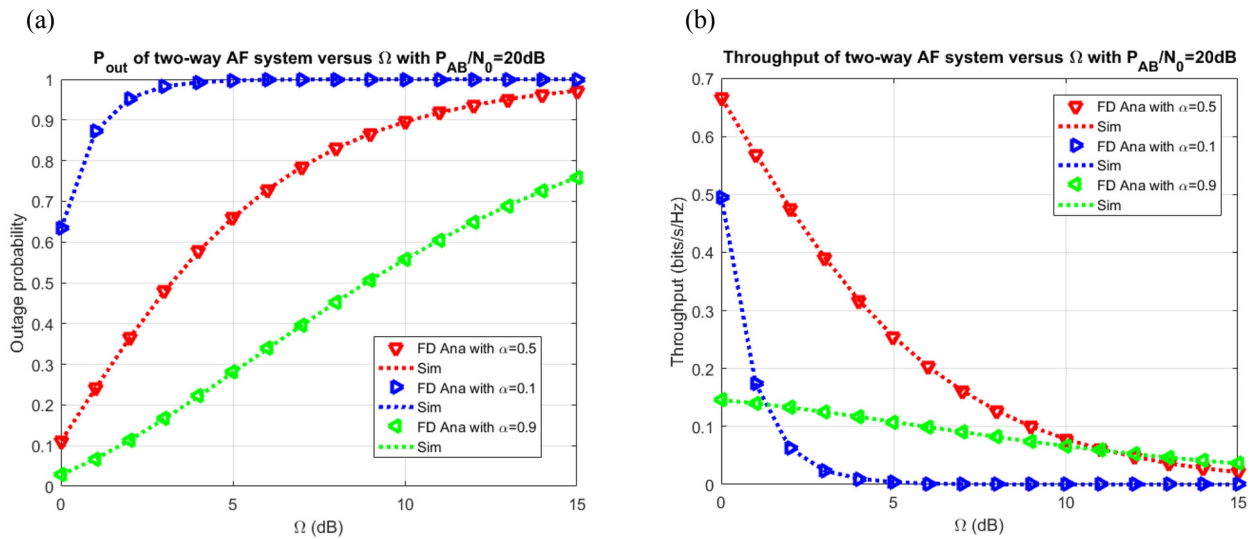 (a)
P_out of two-way AF system versus Ω with P_AB/N_0=20dB
Outage probability
1
0.9
0.8
0.7
0.6
0.5
0.4
0.3
0.2
0.1
0
FD Ana with α=0.5
Sim
FD Ana with α=0.1
Sim
FD Ana with α=0.9
Sim
0 5 10 15
Ω (dB)
(b)
Throughput of two-way AF system versus Ω with P_AB/N_0=20dB
Throughput (bits/s/Hz)
0.7
0.6
0.5
0.4
0.3
0.2
0.1
0
FD Ana with α=0.5
Sim
FD Ana with α=0.1
Sim
FD Ana with α=0.9
Sim
0 5 10 15
Ω (dB)